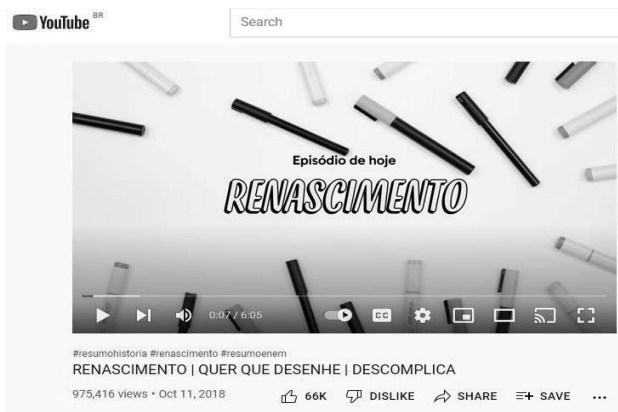 YouTube BR
Search
Episódio de hoje
RENASCIMENTO
0:07 / 6:05
CC
#resumohistoria #renascimento #resumoenem
RENASCIMENTO | QUER QUE DESENHE | DESCOMPLICA
975,416 views • Oct 11, 2018
66K DISLIKE SHARE SAVE ...